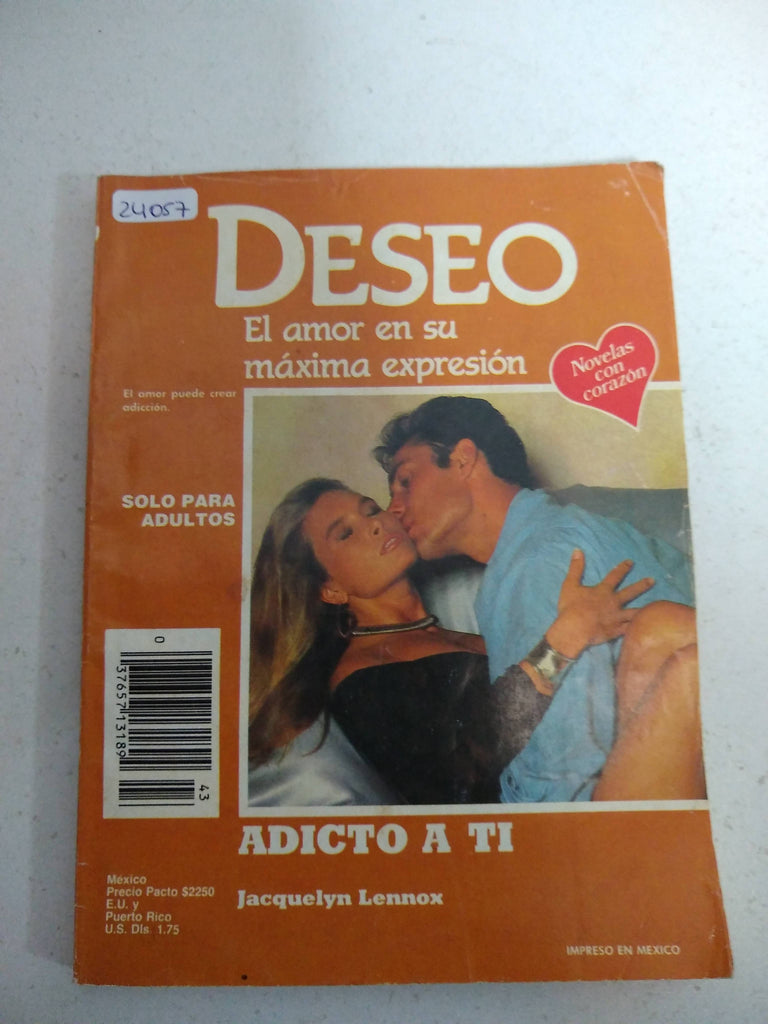 24057
DESEO
El amor en su
máxima expresión
Novelas
con
corazón
El amor puede crear
adicción.
SOLO PARA
ADULTOS
0
37657 13189
43
ADICTO A TI
Jacquelyn Lennox
México
Precio Pacto $2250
E.U. y
Puerto Rico
U.S. Dls. 1.75
IMPRESO EN MEXICO